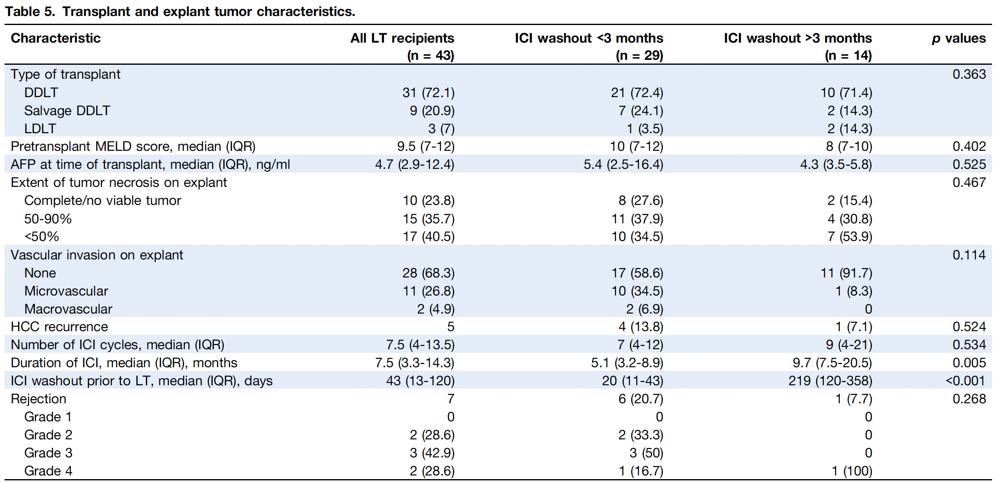 Table 5. Transplant and explant tumor characteristics.
Characteristic All LT recipients ICI washout <3 months ICI washout >3 months p values
(n = 43) (n = 29) (n = 14)
Type of transplant 0.363
DDLT 31 (72.1) 21 (72.4) 10 (71.4)
Salvage DDLT 9 (20.9) 7 (24.1) 2 (14.3)
LDLT 3 (7) 1 (3.5) 2 (14.3)
Pretransplant MELD score, median (IQR) 9.5 (7-12) 10 (7-12) 8 (7-10) 0.402
AFP at time of transplant, median (IQR), ng/ml 4.7 (2.9-12.4) 5.4 (2.5-16.4) 4.3 (3.5-5.8) 0.525
Extent of tumor necrosis on explant 0.467
Complete/no viable tumor 10 (23.8) 8 (27.6) 2 (15.4)
50-90% 15 (35.7) 11 (37.9) 4 (30.8)
<50% 17 (40.5) 10 (34.5) 7 (53.9)
Vascular invasion on explant 0.114
None 28 (68.3) 17 (58.6) 11 (91.7)
Microvascular 11 (26.8) 10 (34.5) 1 (8.3)
Macrovascular 2 (4.9) 2 (6.9) 0
HCC recurrence 5 4 (13.8) 1 (7.1) 0.524
Number of ICI cycles, median (IQR) 7.5 (4-13.5) 7 (4-12) 9 (4-21) 0.534
Duration of ICI, median (IQR), months 7.5 (3.3-14.3) 5.1 (3.2-8.9) 9.7 (7.5-20.5) 0.005
ICI washout prior to LT, median (IQR), days 43 (13-120) 20 (11-43) 219 (120-358) <0.001
Rejection 7 6 (20.7) 1 (7.7) 0.268
Grade 1 0 0 0
Grade 2 2 (28.6) 2 (33.3) 0
Grade 3 3 (42.9) 3 (50) 0
Grade 4 2 (28.6) 1 (16.7) 1 (100)